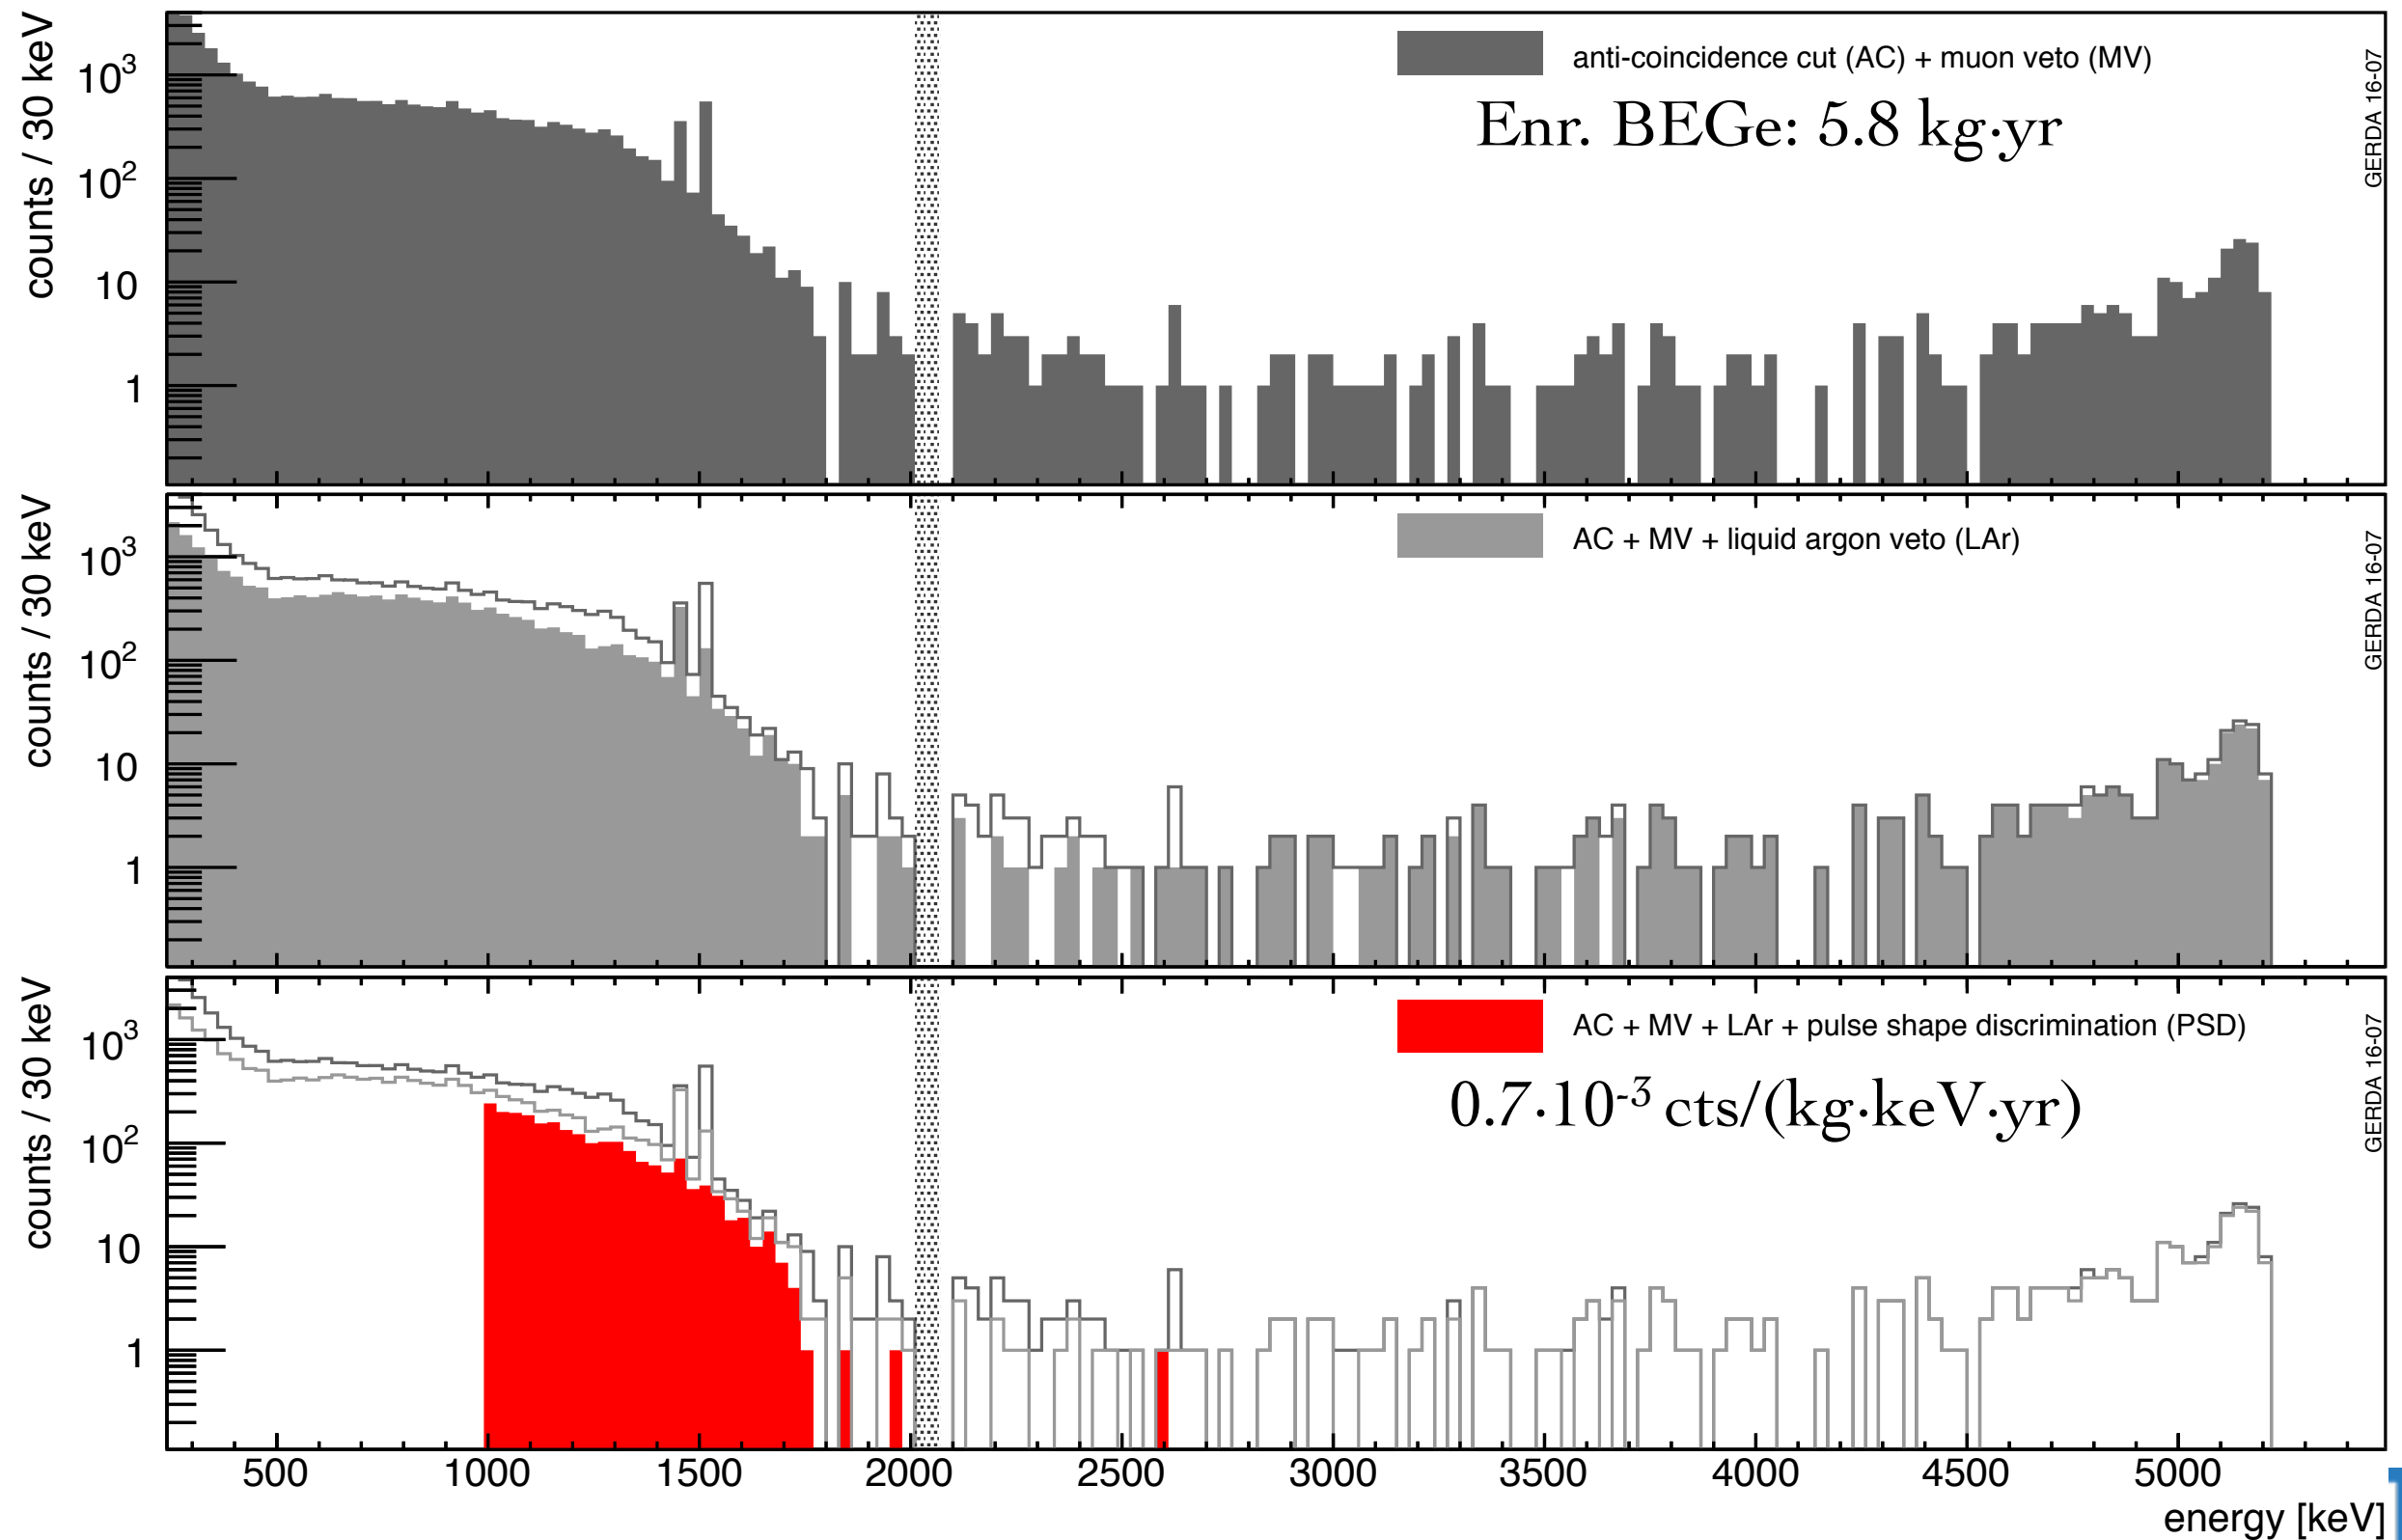 counts / 30 keV
10³
10²
10
1
anti-coincidence cut (AC) + muon veto (MV)
Enr. BEGe: 5.8 kg·yr
GERDA 16-07
counts / 30 keV
10³
10²
10
1
AC + MV + liquid argon veto (LAr)
GERDA 16-07
counts / 30 keV
10³
10²
10
1
AC + MV + LAr + pulse shape discrimination (PSD)
0.7·10⁻³ cts/(kg·keV·yr)
GERDA 16-07
500 1000 1500 2000 2500 3000 3500 4000 4500 5000
energy [keV]